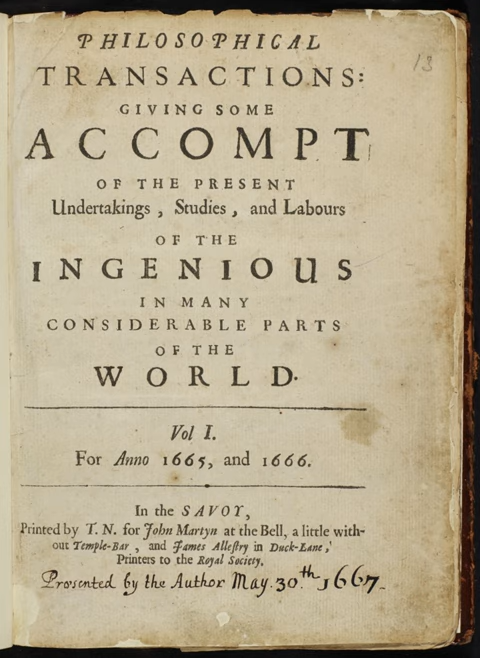 13
PHILOSOPHICAL
TRANSACTIONS:
GIVING SOME
ACCOMPT
OF THE PRESENT
Undertakings, Studies, and Labours
OF THE
INGENIOUS
IN MANY
CONSIDERABLE PARTS
OF THE
WORLD.
Vol I.
For Anno 1665, and 1666.
In the SAVOY,
Printed by T. N. for John Martyn at the Bell, a little with-
out Temple-Bar, and James Allestry in Duck-Lane,
Printers to the Royal Society.
Presented by the Author May. 30.th 1667.